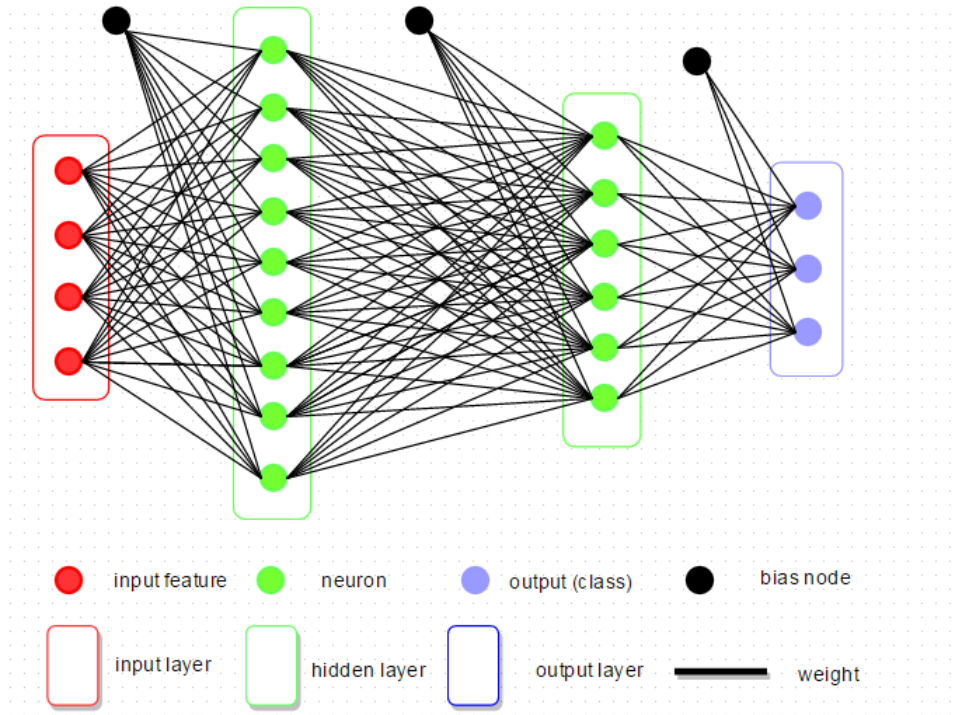 input feature
neuron
output (class)
bias node
input layer
hidden layer
output layer
weight